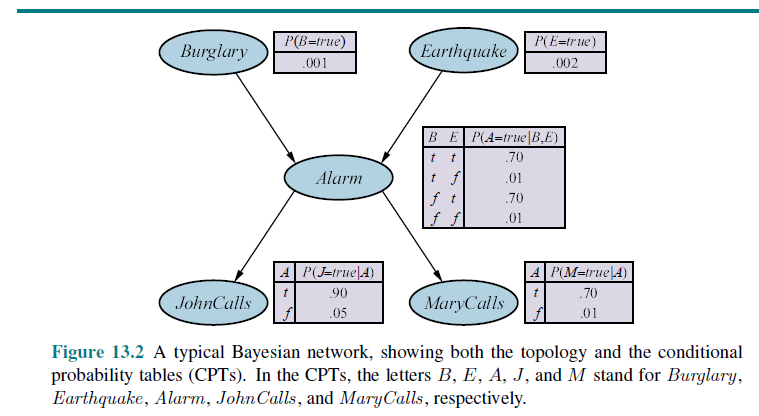 Burglary
P(B=true)
.001
Earthquake
P(E=true)
.002
Alarm
B E P(A=true|B,E)
t t .70
t f .01
f t .70
f f .01
JohnCalls
A P(J=true|A)
t .90
f .05
MaryCalls
A P(M=true|A)
t .70
f .01
Figure 13.2 A typical Bayesian network, showing both the topology and the conditional
probability tables (CPTs). In the CPTs, the letters B, E, A, J, and M stand for Burglary,
Earthquake, Alarm, JohnCalls, and MaryCalls, respectively.